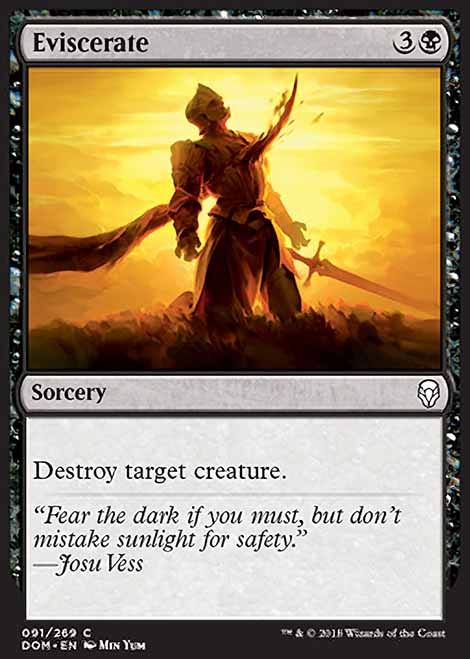 Eviscerate 3
Sorcery
Destroy target creature.
“Fear the dark if you must, but don’t
mistake sunlight for safety.”
—Josu Vess
091/269 C
DOM • EN Min Yum
™ & © 2018 Wizards of the Coast